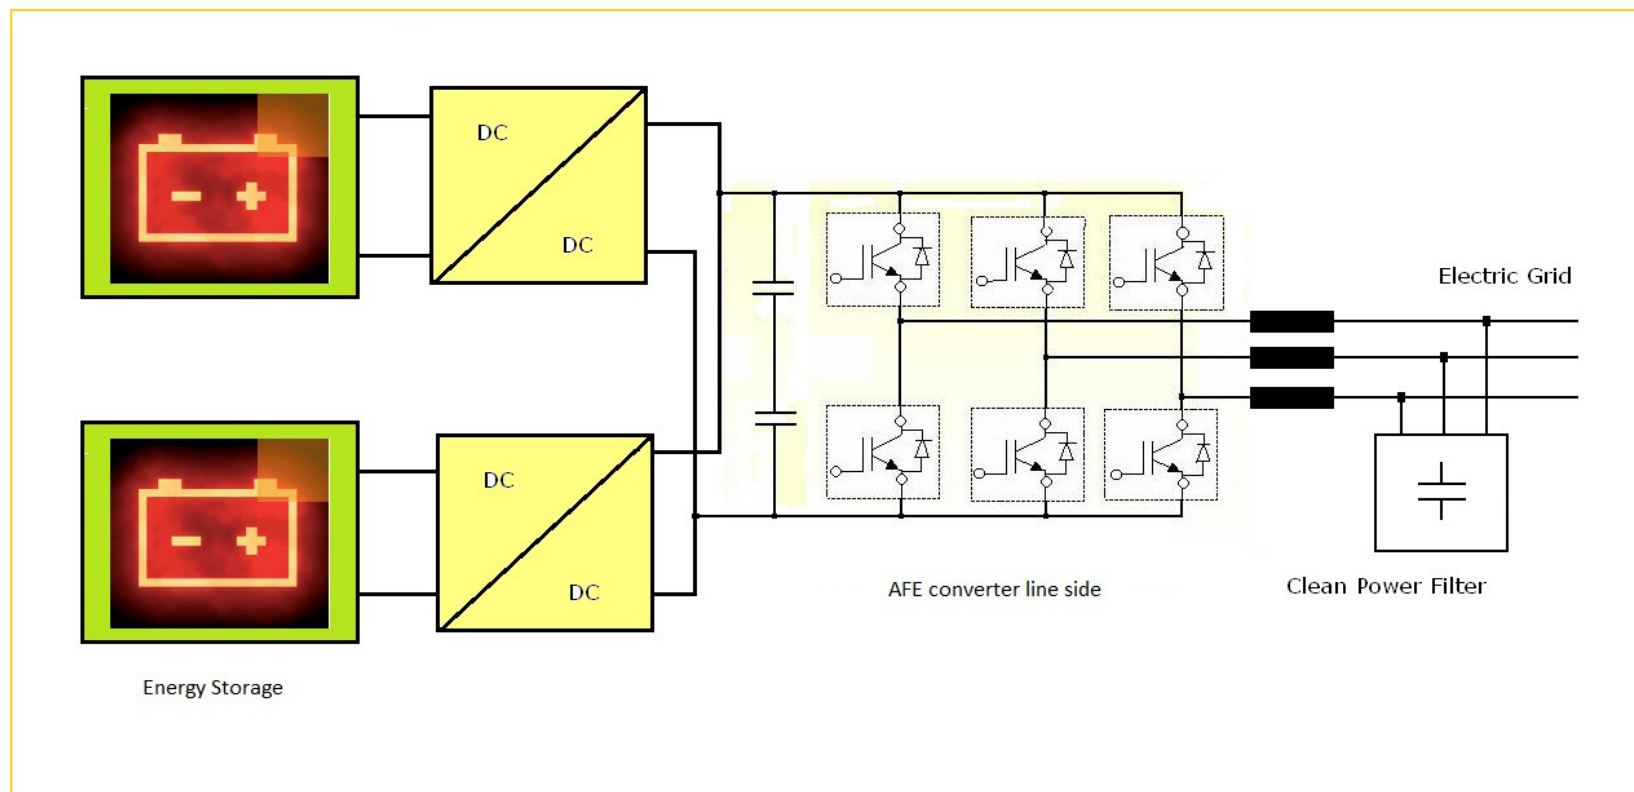 DC
DC
Electric Grid
DC
DC
AFE converter line side
Clean Power Filter
Energy Storage